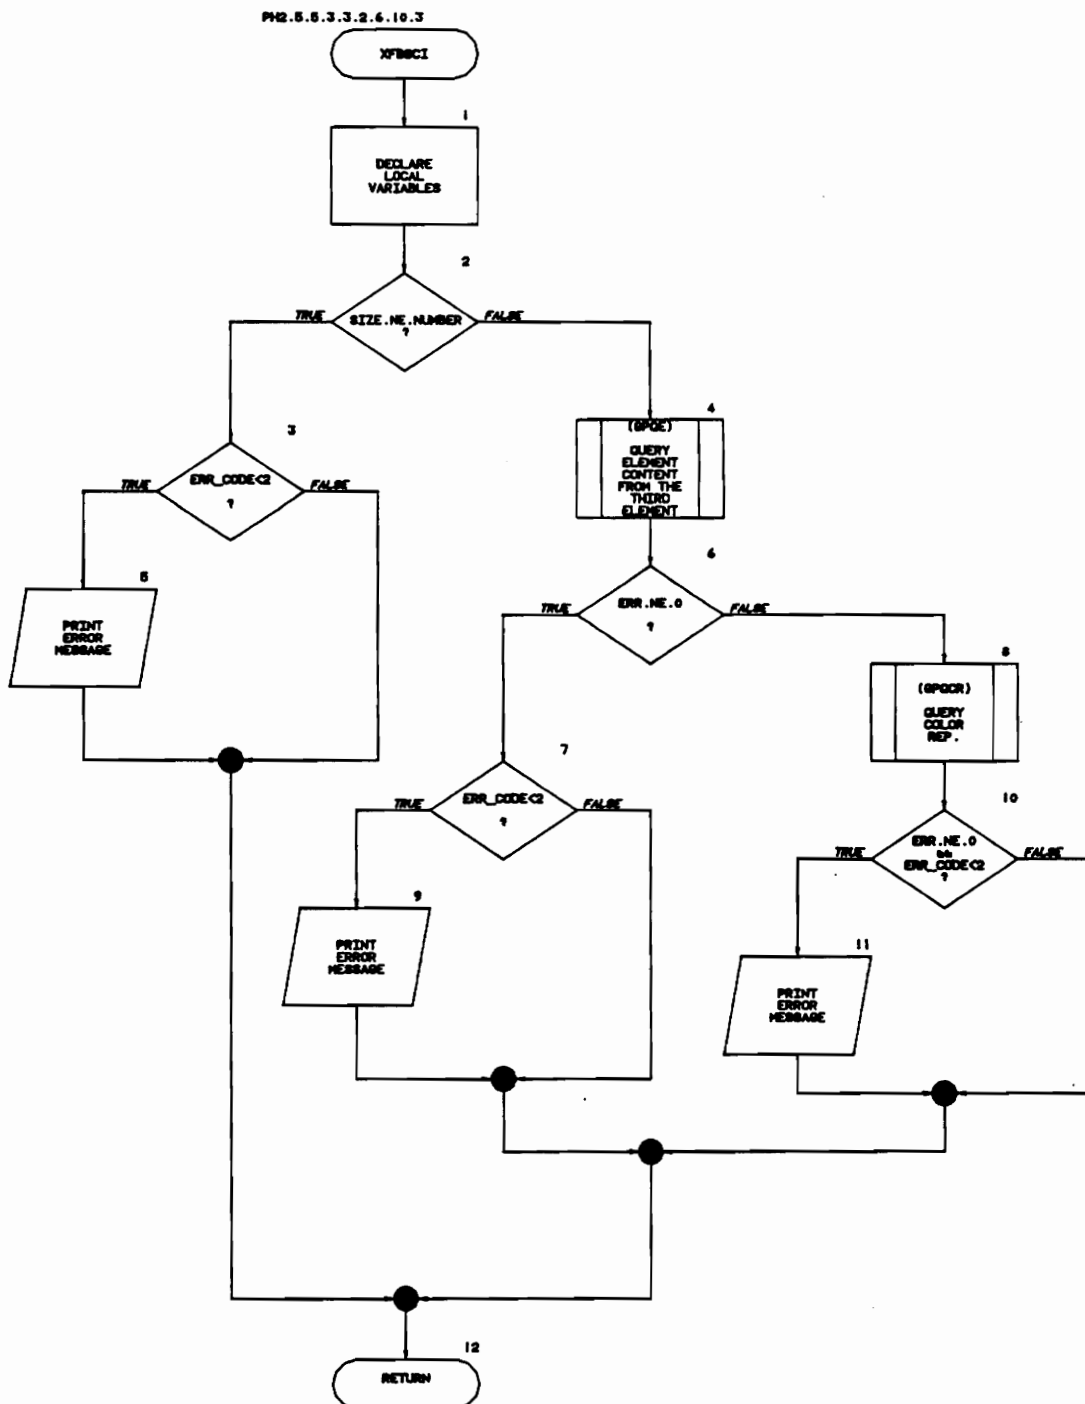 PH2.5.5.3.3.2.6.10.3
XFBGCI
1
DECLARE
LOCAL
VARIABLES
2
SIZE.NE.NUMBER
?
TRUE
FALSE
3
ERR_CODE<2
?
TRUE
FALSE
4
(GPQE)
QUERY
ELEMENT
CONTENT
FROM THE
THIRD
ELEMENT
5
PRINT
ERROR
MESSAGE
6
ERR.NE.0
?
TRUE
FALSE
7
ERR_CODE<2
?
TRUE
FALSE
8
(GPQCR)
QUERY
COLOR
REP.
9
PRINT
ERROR
MESSAGE
10
ERR.NE.0
&&
ERR_CODE<2
?
TRUE
FALSE
11
PRINT
ERROR
MESSAGE
12
RETURN